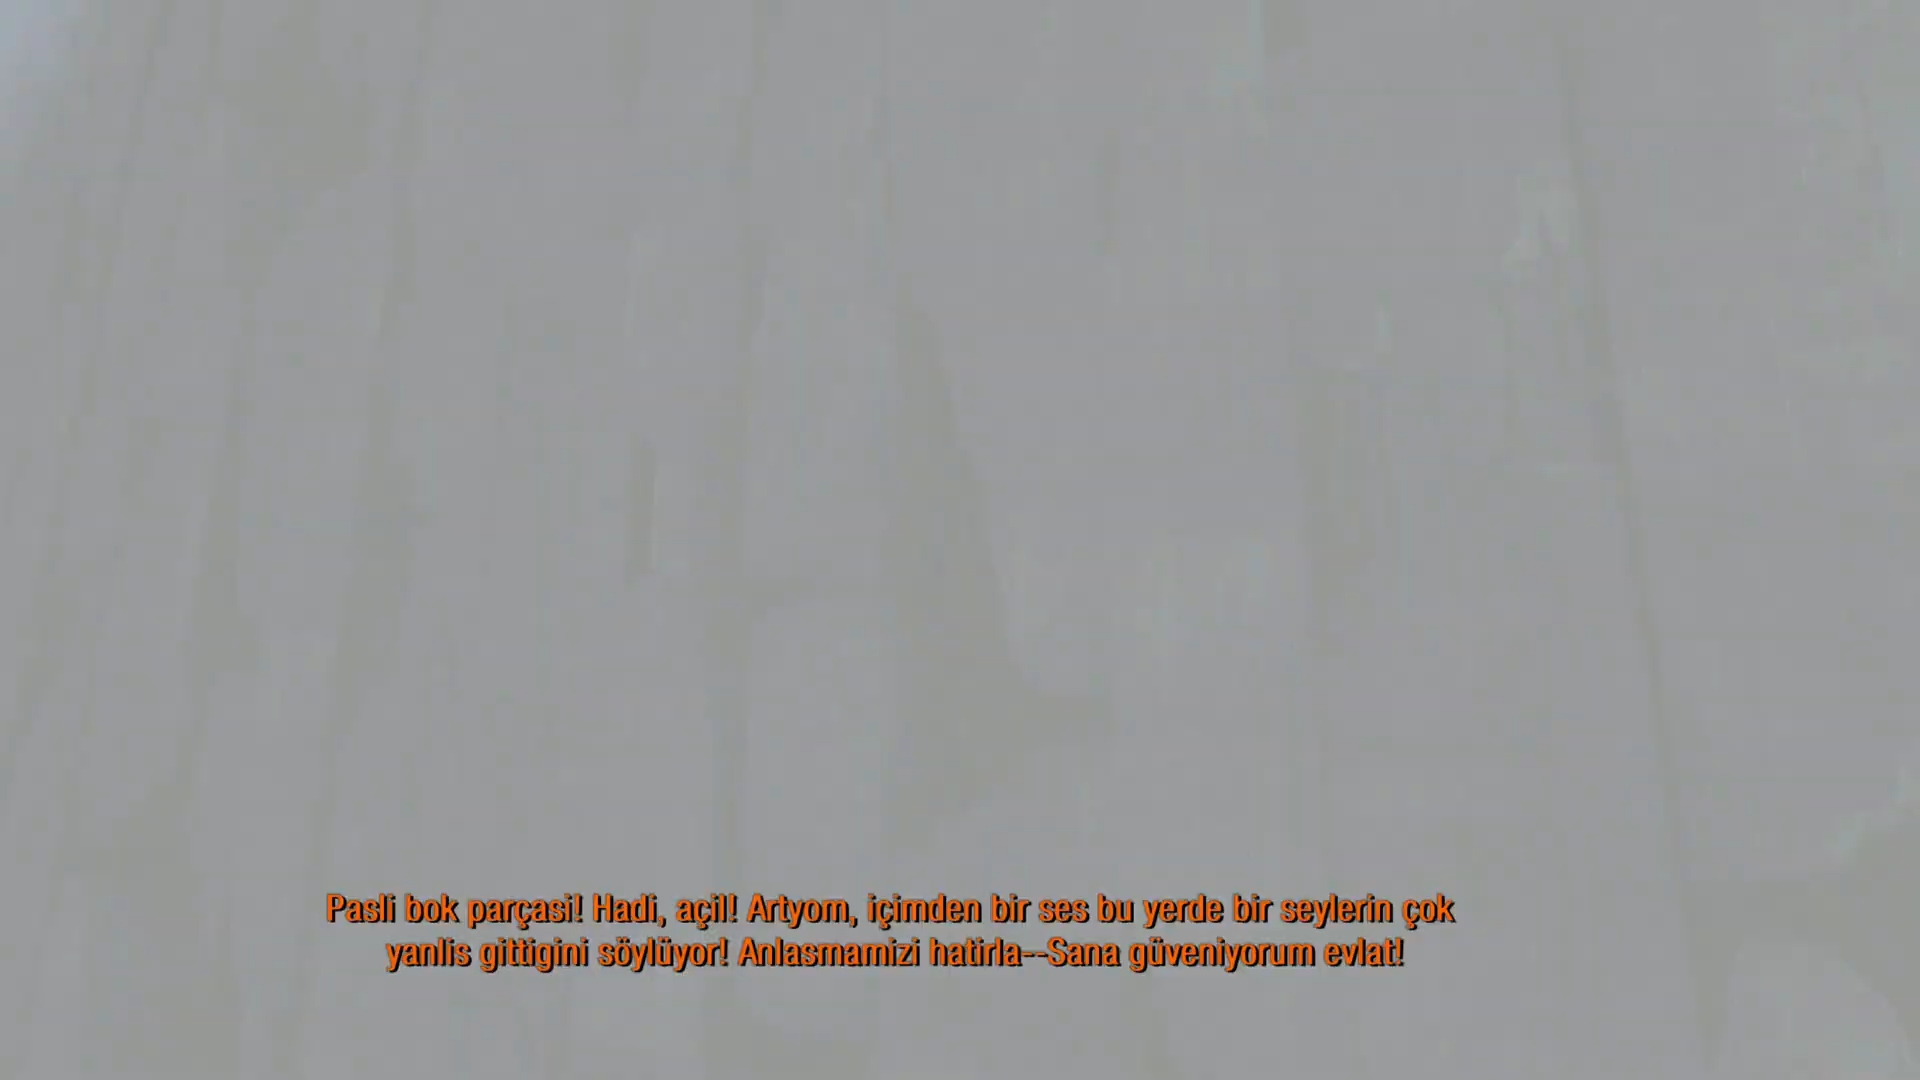 Pasli bok parçasi! Hadi, açil! Artyom, içimden bir ses bu yerde bir seylerin çok
yanlis gittigini söylüyor! Anlasmamizi hatirla--Sana güveniyorum evlat!